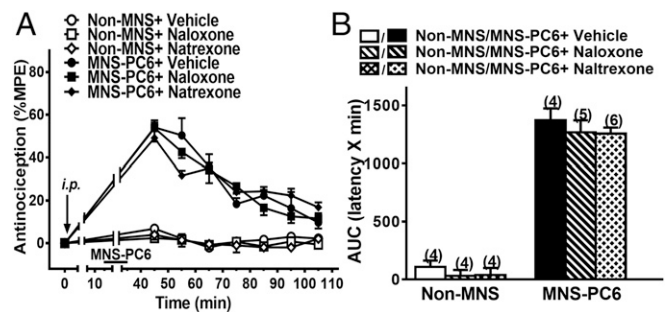 A
Non-MNS+ Vehicle
Non-MNS+ Naloxone
Non-MNS+ Natrexone
MNS-PC6+ Vehicle
MNS-PC6+ Naloxone
MNS-PC6+ Natrexone
Antinociception (%MPE)
80
60
40
20
0
i.p.
MNS-PC6
0 10 40 50 60 70 80 90 100 110
Time (min)
B
/ Non-MNS/MNS-PC6+ Vehicle
/ Non-MNS/MNS-PC6+ Naloxone
/ Non-MNS/MNS-PC6+ Naltrexone
AUC (latency X min)
1500
1000
500
0
(4) (4) (4) (4) (5) (6)
Non-MNS MNS-PC6